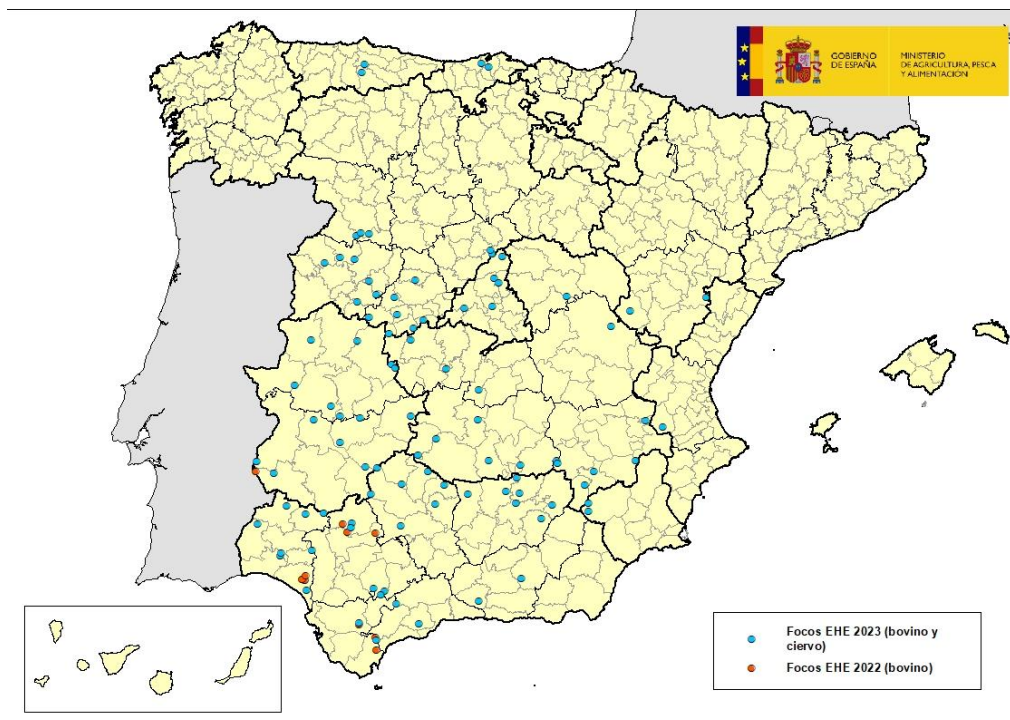 GOBIERNO
DE ESPAÑA
MINISTERIO
DE AGRICULTURA, PESCA
Y ALIMENTACIÓN
Focos EHE 2023 (bovino y
ciervo)
Focos EHE 2022 (bovino)